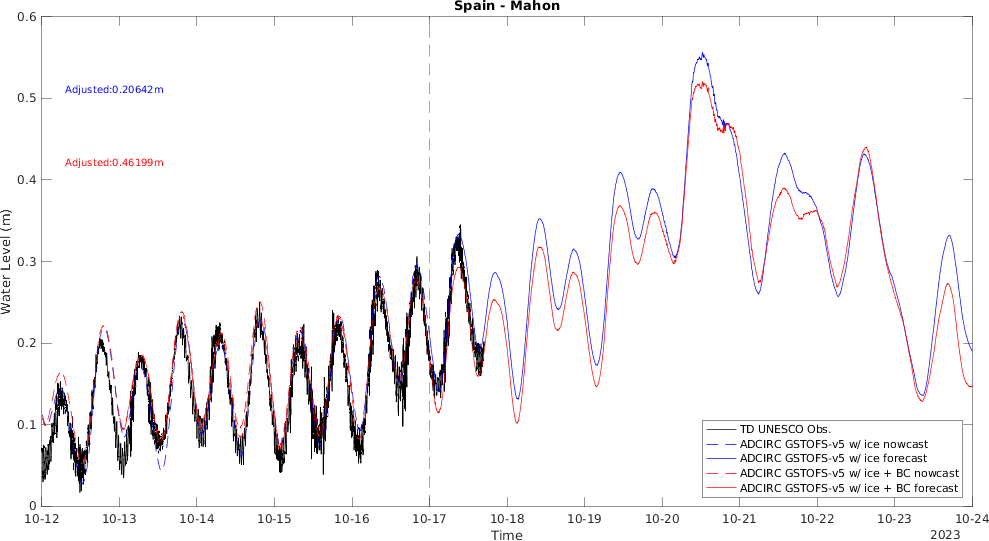 Spain - Mahon
0.6
0.5
0.4
0.3
0.2
0.1
0
Water Level (m)
Adjusted:0.20642m
Adjusted:0.46199m
TD UNESCO Obs.
ADCIRC GSTOFS-v5 w/ ice nowcast
ADCIRC GSTOFS-v5 w/ ice forecast
ADCIRC GSTOFS-v5 w/ ice + BC nowcast
ADCIRC GSTOFS-v5 w/ ice + BC forecast
10-12 10-13 10-14 10-15 10-16 10-17 10-18 10-19 10-20 10-21 10-22 10-23 10-24
Time
2023